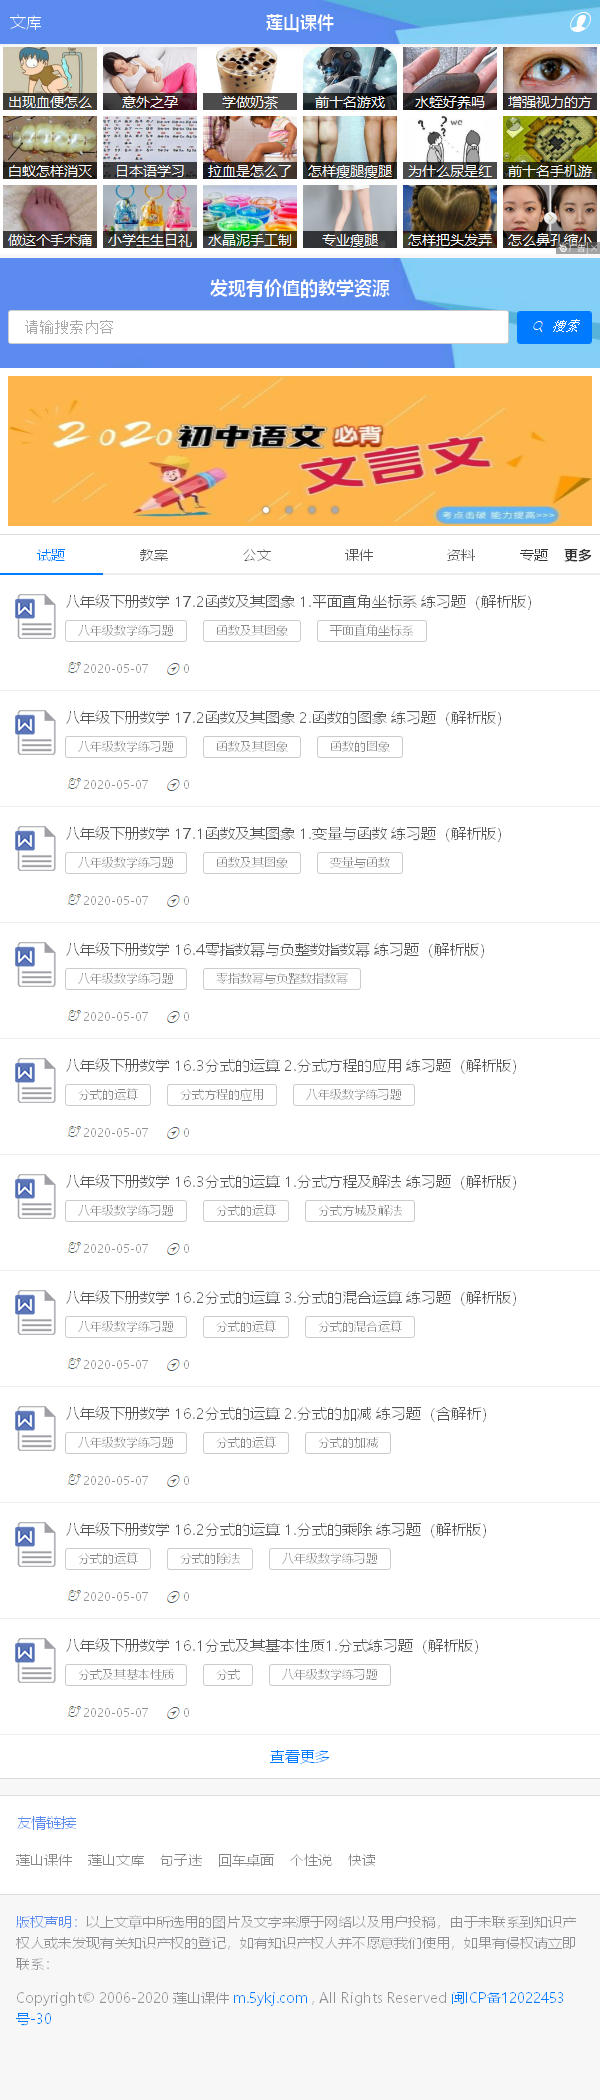 文库
莲山课件
出现血便怎么
意外之孕
学做奶茶
前十名游戏
水蛭好养吗
增强视力的方
白蚁怎样消灭
日本语学习
拉血是怎么了
怎样瘦腿瘦腿
为什么尿是红
前十名手机游
做这个手术痛
小学生生日礼
水晶泥手工制
专业瘦腿
怎样把头发弄
怎么鼻孔缩小
广告
发现有价值的教学资源
请输搜索内容
搜索
2020初中语文 必背
文言文
考点击破 能力提高>>>
试题 教案 公文 课件 资料 专题 更多
八年级下册数学 17.2函数及其图象 1.平面直角坐标系 练习题（解析版）
八年级数学练习题 函数及其图象 平面直角坐标系
2020-05-07 0
八年级下册数学 17.2函数及其图象 2.函数的图象 练习题（解析版）
八年级数学练习题 函数及其图象 函数的图象
2020-05-07 0
八年级下册数学 17.1函数及其图象 1.变量与函数 练习题（解析版）
八年级数学练习题 函数及其图象 变量与函数
2020-05-07 0
八年级下册数学 16.4零指数幂与负整数指数幂 练习题（解析版）
八年级数学练习题 零指数幂与负整数指数幂
2020-05-07 0
八年级下册数学 16.3分式的运算 2.分式方程的应用 练习题（解析版）
分式的运算 分式方程的应用 八年级数学练习题
2020-05-07 0
八年级下册数学 16.3分式的运算 1.分式方程及解法 练习题（解析版）
八年级数学练习题 分式的运算 分式方城及解法
2020-05-07 0
八年级下册数学 16.2分式的运算 3.分式的混合运算 练习题（解析版）
八年级数学练习题 分式的运算 分式的混合运算
2020-05-07 0
八年级下册数学 16.2分式的运算 2.分式的加减 练习题（含解析）
八年级数学练习题 分式的运算 分式的加减
2020-05-07 0
八年级下册数学 16.2分式的运算 1.分式的乘除 练习题（解析版）
分式的运算 分式的除法 八年级数学练习题
2020-05-07 0
八年级下册数学 16.1分式及其基本性质1.分式练习题（解析版）
分式及其基本性质 分式 八年级数学练习题
2020-05-07 0
查看更多
友情链接
莲山课件 莲山文库 句子迷 回车桌面 个性说 快读
版权声明：以上文章中所选用的图片及文字来源于网络以及用户投稿，由于未联系到知识产
权人或未发现有关知识产权的登记，如有知识产权人并不愿意我们使用，如果有侵权请立即
联系：
Copyright© 2006-2020 莲山课件 m.5ykj.com , All Rights Reserved 闽ICP备12022453
号-30